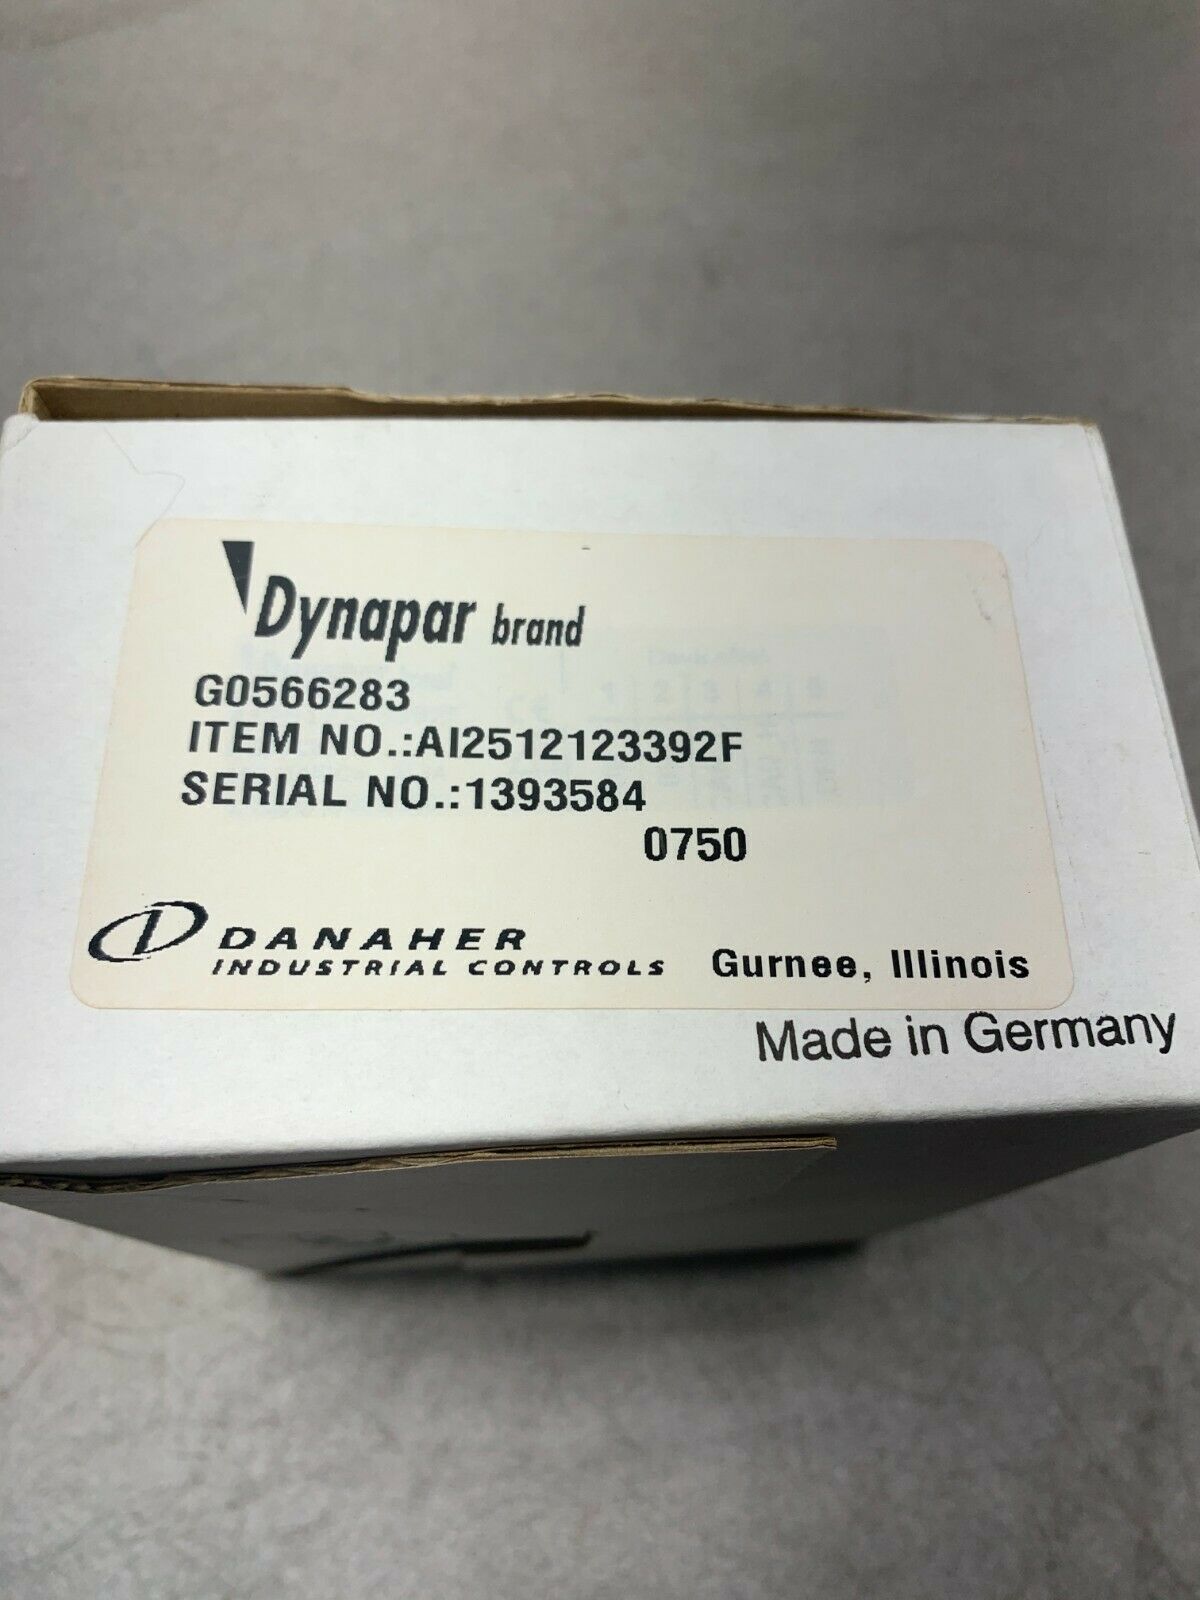 Dynapar brand
G0566283
ITEM NO.:AI2512123392F
SERIAL NO.:1393584
0750
DANAHER
INDUSTRIAL CONTROLS
Gurnee, Illinois
Made in Germany